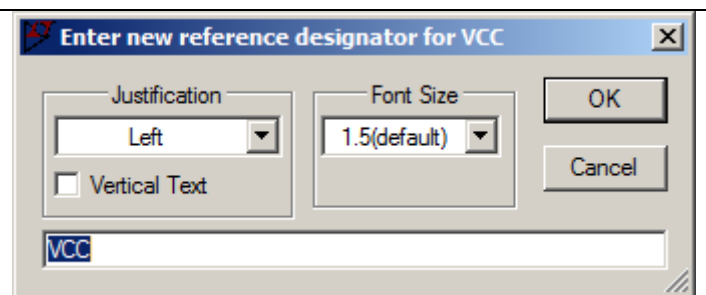 Enter new reference designator for VCC
Justification
Font Size
OK
Left
1.5(default)
Vertical Text
Cancel
VCC